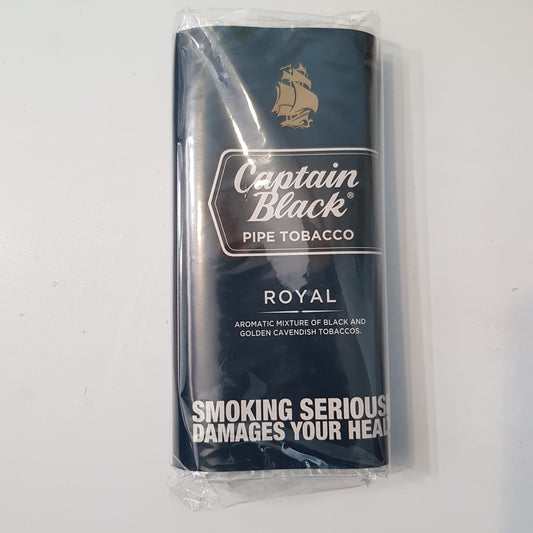 Captain
Black®
PIPE TOBACCO
ROYAL
AROMATIC MIXTURE OF BLACK AND
GOLDEN CAVENDISH TOBACCOS.
SMOKING SERIOUS
DAMAGES YOUR HEAL